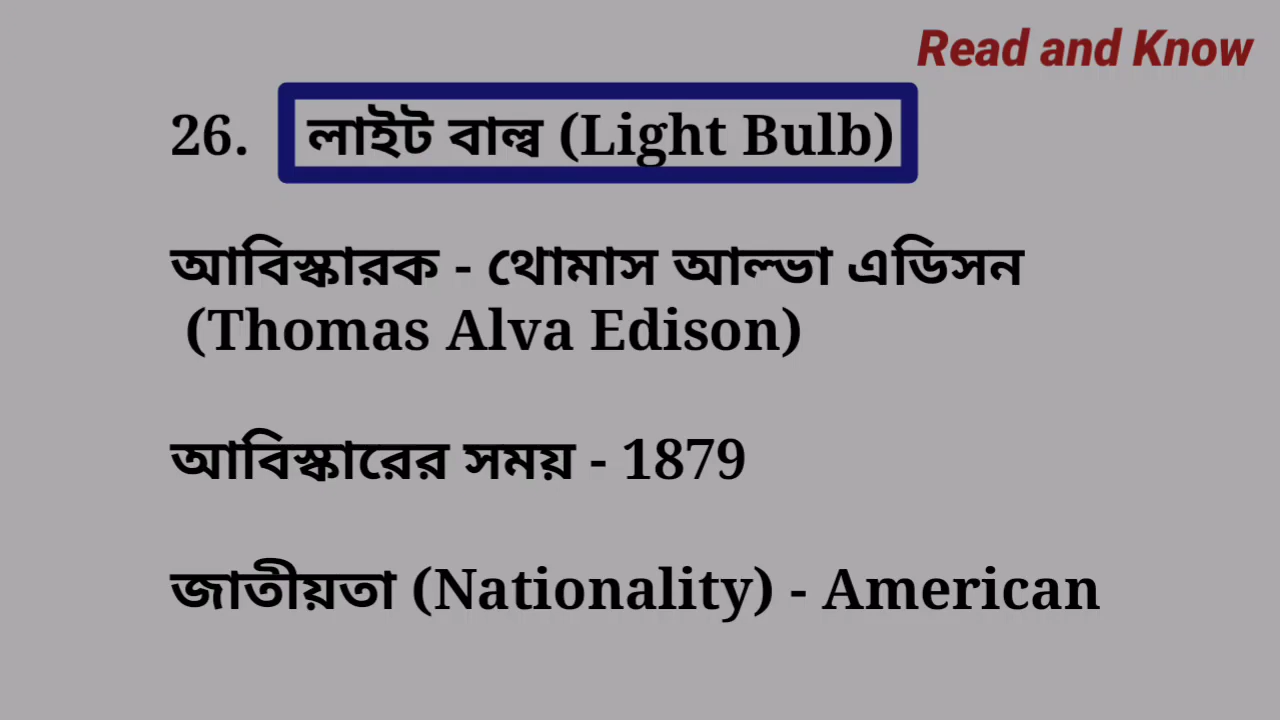 Read and Know
26. লাইট বাল্ব (Light Bulb)
আবিস্কারক - থোমাস আল্ভা এডিসন
(Thomas Alva Edison)
আবিস্কারের সময় - 1879
জাতীয়তা (Nationality) - American